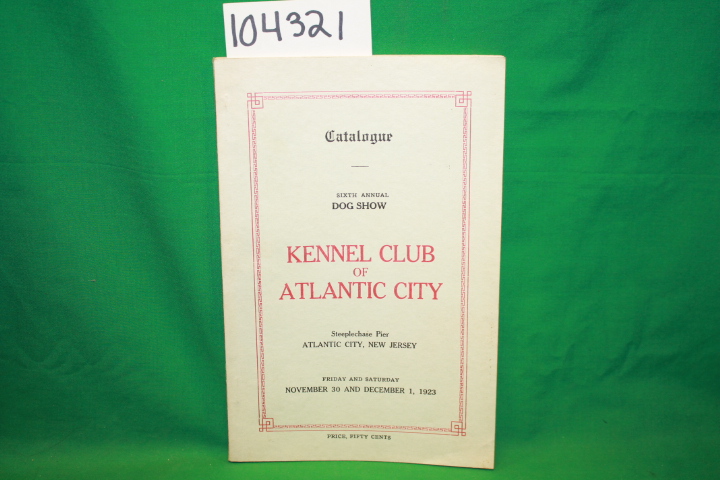 104321
Catalogue
SIXTH ANNUAL
DOG SHOW
KENNEL CLUB
OF
ATLANTIC CITY
Steeplechase Pier
ATLANTIC CITY, NEW JERSEY
FRIDAY AND SATURDAY
NOVEMBER 30 AND DECEMBER 1, 1923
PRICE, FIFTY CENTS